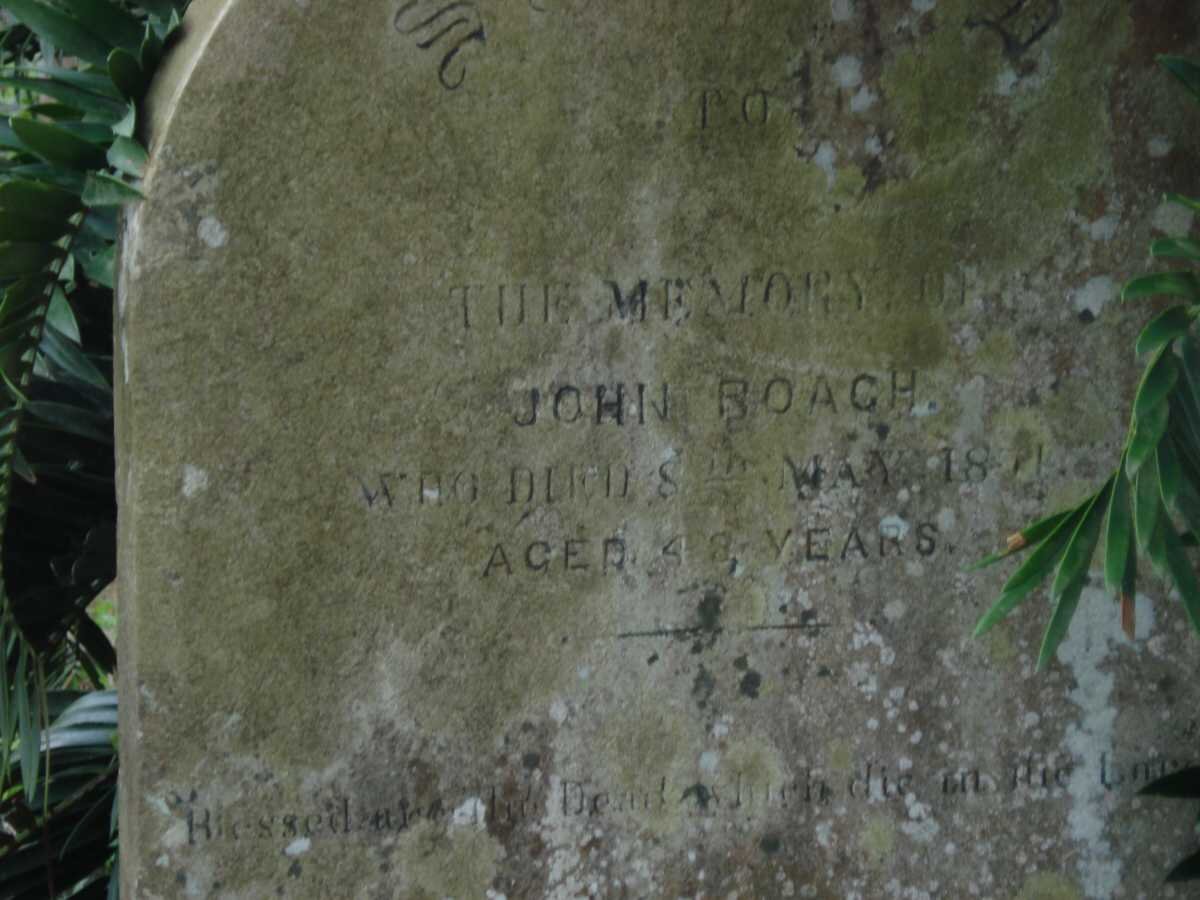 TO
THE MEMORY OF
JOHN ROACH.
WHO DIED 8th MAY
AGED YEARS.
Blessed are the Dead which die in the Lord